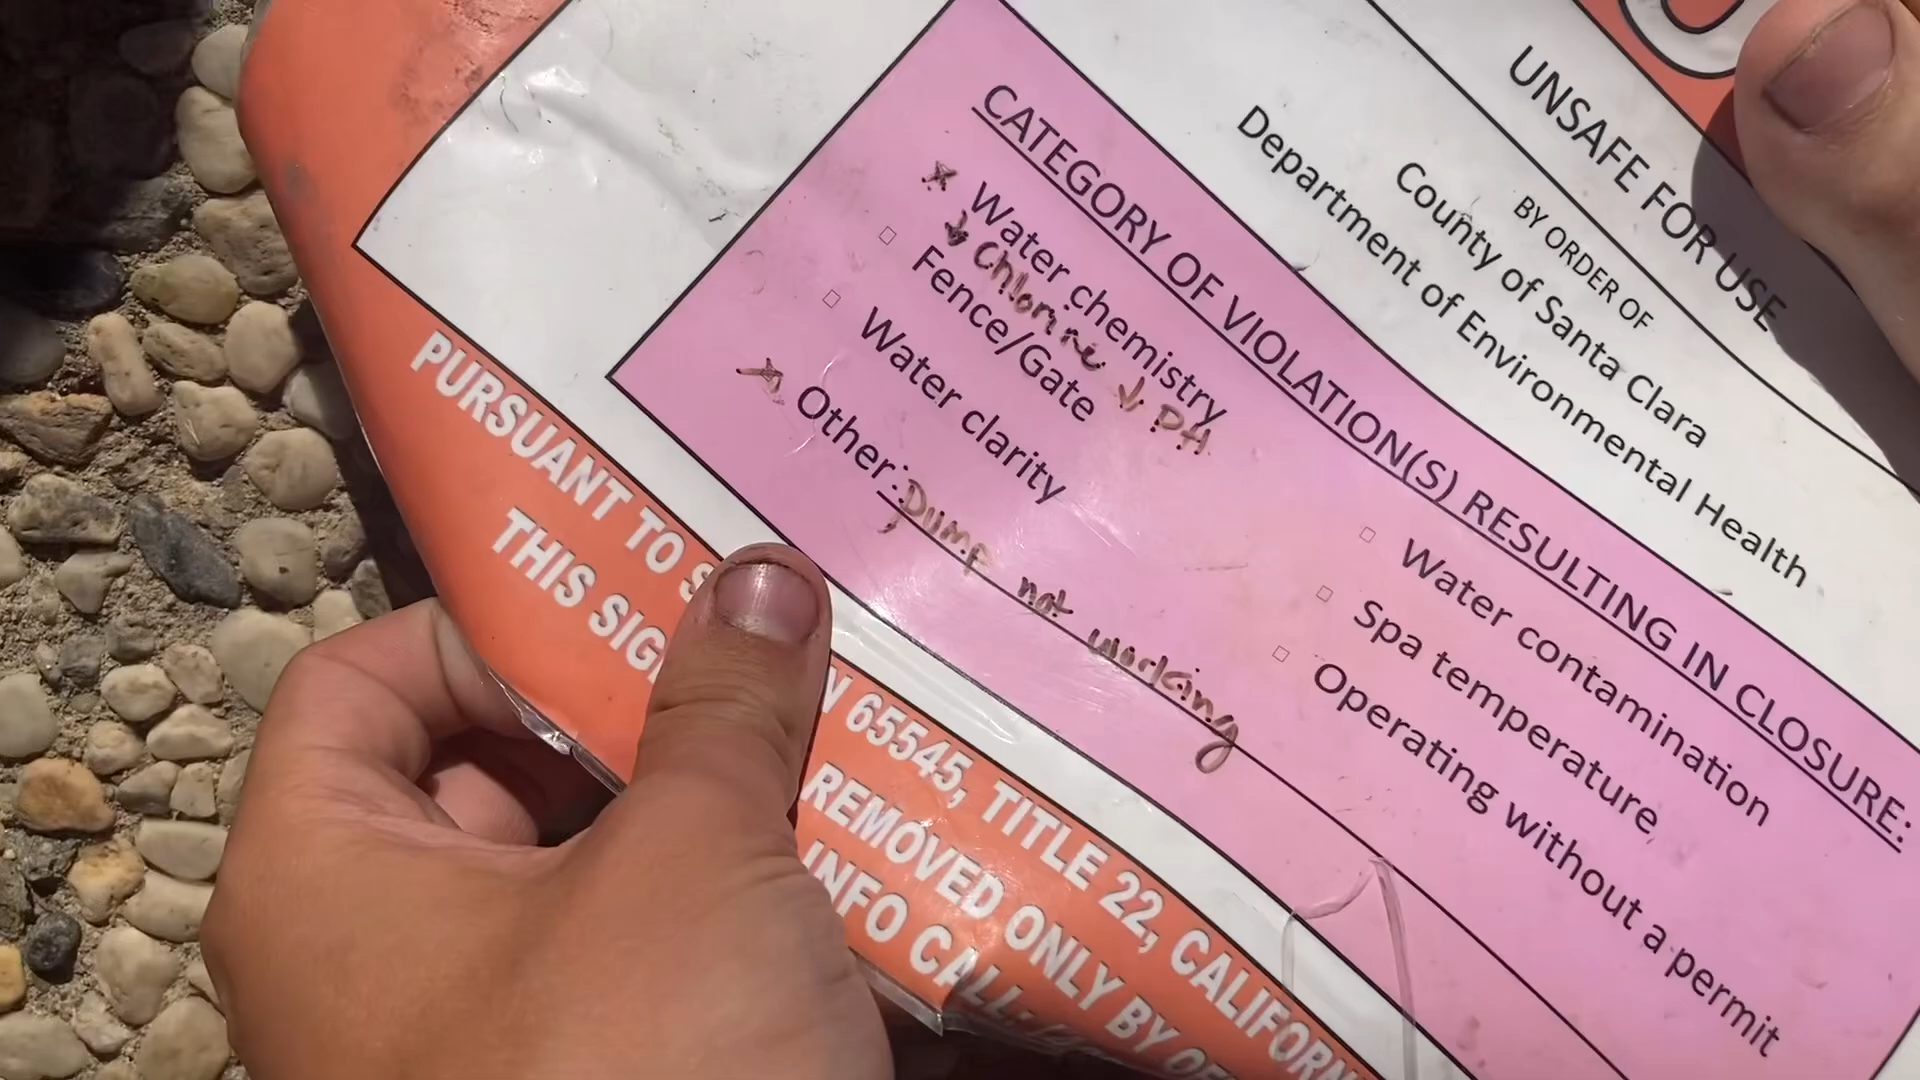 UNSAFE FOR USE
BY ORDER OF
County of Santa Clara
Department of Environmental Health
CATEGORY OF VIOLATION(S) RESULTING IN CLOSURE:
Water chemistry
↓ Chlorine ↓ PH
Fence/Gate
Water clarity
Other: Pump not working
Water contamination
Spa temperature
Operating without a permit
PURSUANT TO 65545, TITLE 22,
THIS REMOVED ONLY BY
INFO CALL